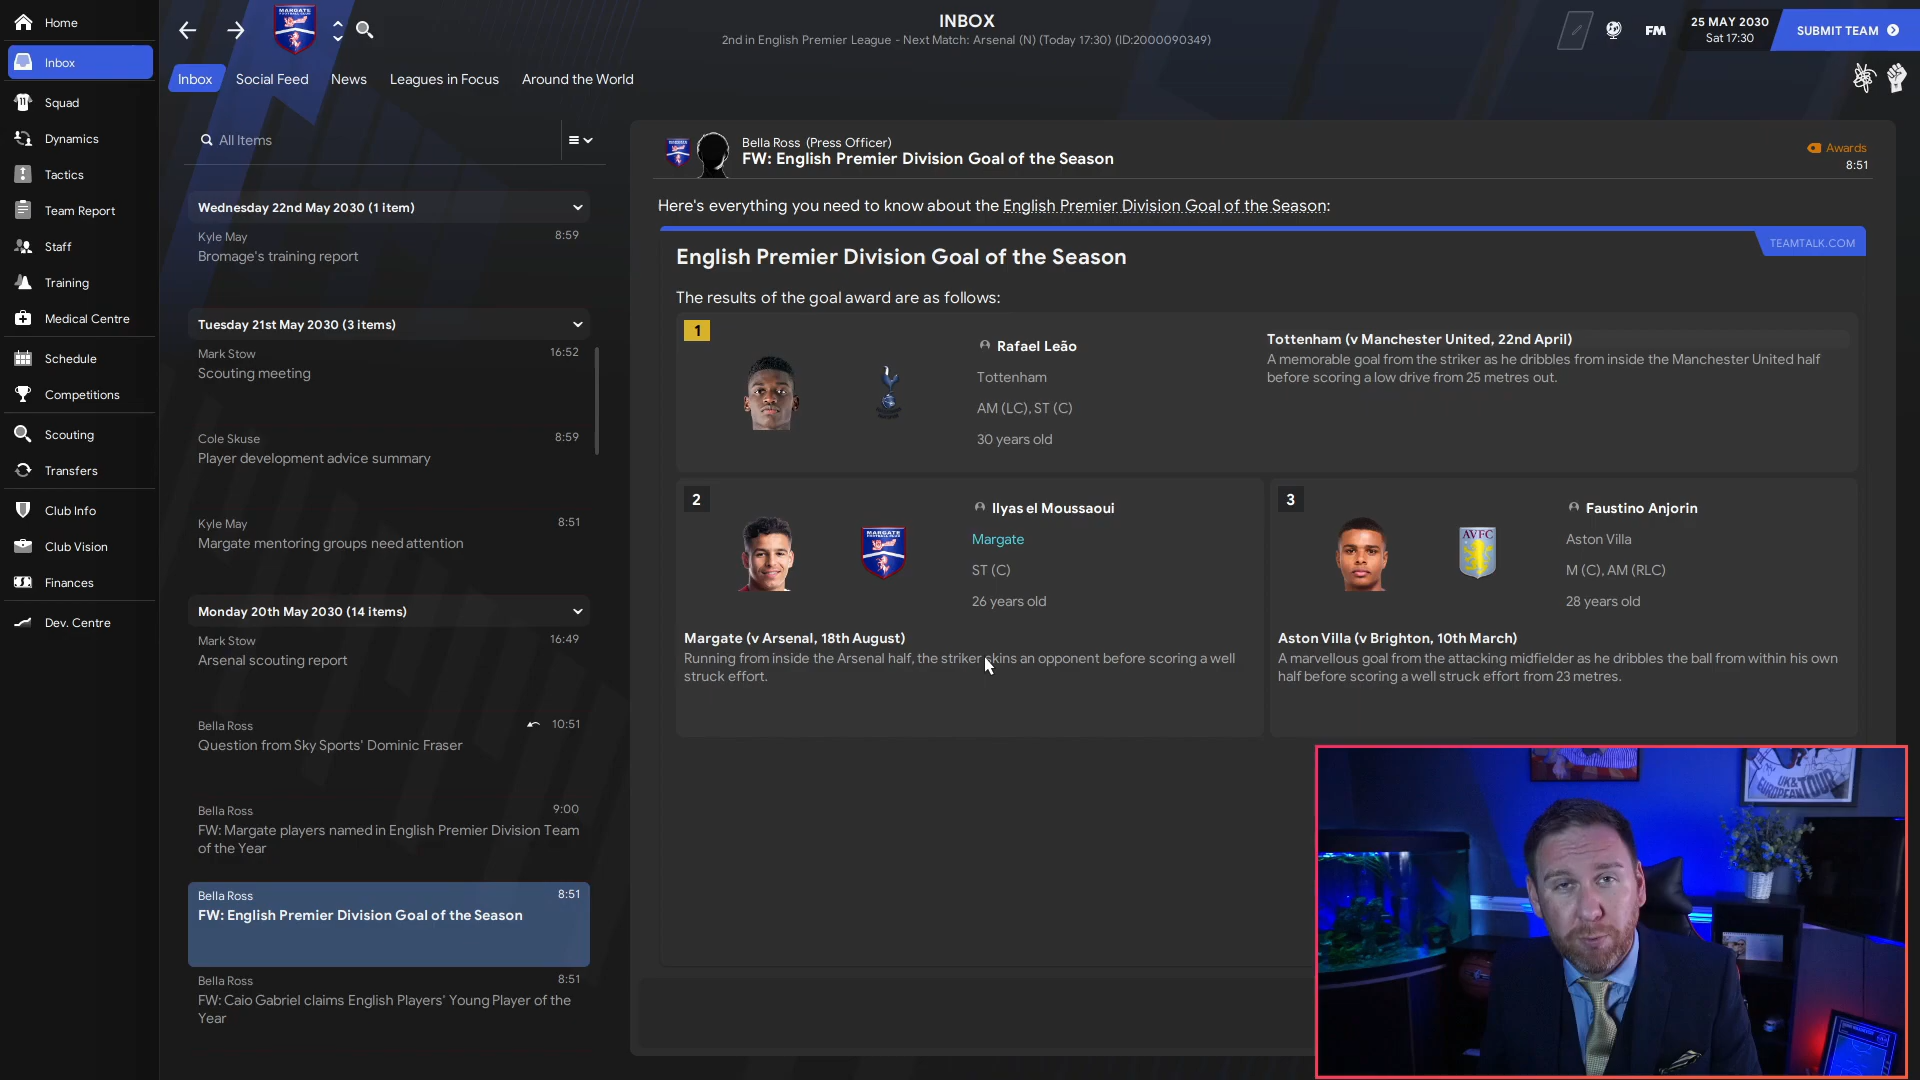 Home
Inbox
Squad
Dynamics
Tactics
Team Report
Staff
Training
Medical Centre
Schedule
Competitions
Scouting
Transfers
Club Info
Club Vision
Finances
Dev. Centre
INBOX
2nd in English Premier League - Next Match: Arsenal (N) (Today 17:30) (ID:2000090349)
FM
25 MAY 2030
Sat 17:30
SUBMIT TEAM
Inbox
Social Feed
News
Leagues in Focus
Around the World
All Items
Wednesday 22nd May 2030 (1 item)
Kyle May 8:59
Bromage's training report
Tuesday 21st May 2030 (3 items)
Mark Stow 16:52
Scouting meeting
Cole Skuse 8:59
Player development advice summary
Kyle May 8:51
Margate mentoring groups need attention
Monday 20th May 2030 (14 items)
Mark Stow 16:49
Arsenal scouting report
Bella Ross 10:51
Question from Sky Sports' Dominic Fraser
Bella Ross 9:00
FW: Margate players named in English Premier Division Team
of the Year
Bella Ross 8:51
FW: English Premier Division Goal of the Season
Bella Ross 8:51
FW: Caio Gabriel claims English Players' Young Player of the
Year
Bella Ross (Press Officer)
FW: English Premier Division Goal of the Season
Awards
8:51
Here's everything you need to know about the English Premier Division Goal of the Season:
TEAMTALK.COM
English Premier Division Goal of the Season
The results of the goal award are as follows:
1
Rafael Leão
Tottenham
AM (LC), ST (C)
30 years old
Tottenham (v Manchester United, 22nd April)
A memorable goal from the striker as he dribbles from inside the Manchester United half
before scoring a low drive from 25 metres out.
2
Ilyas el Moussaoui
Margate
ST (C)
26 years old
Margate (v Arsenal, 18th August)
Running from inside the Arsenal half, the striker skins an opponent before scoring a well
struck effort.
3
AVFC
Faustino Anjorin
Aston Villa
M (C), AM (RLC)
28 years old
Aston Villa (v Brighton, 10th March)
A marvellous goal from the attacking midfielder as he dribbles the ball from within his own
half before scoring a well struck effort from 23 metres.
MARGATE
UK&
EUROPEAN TOUR